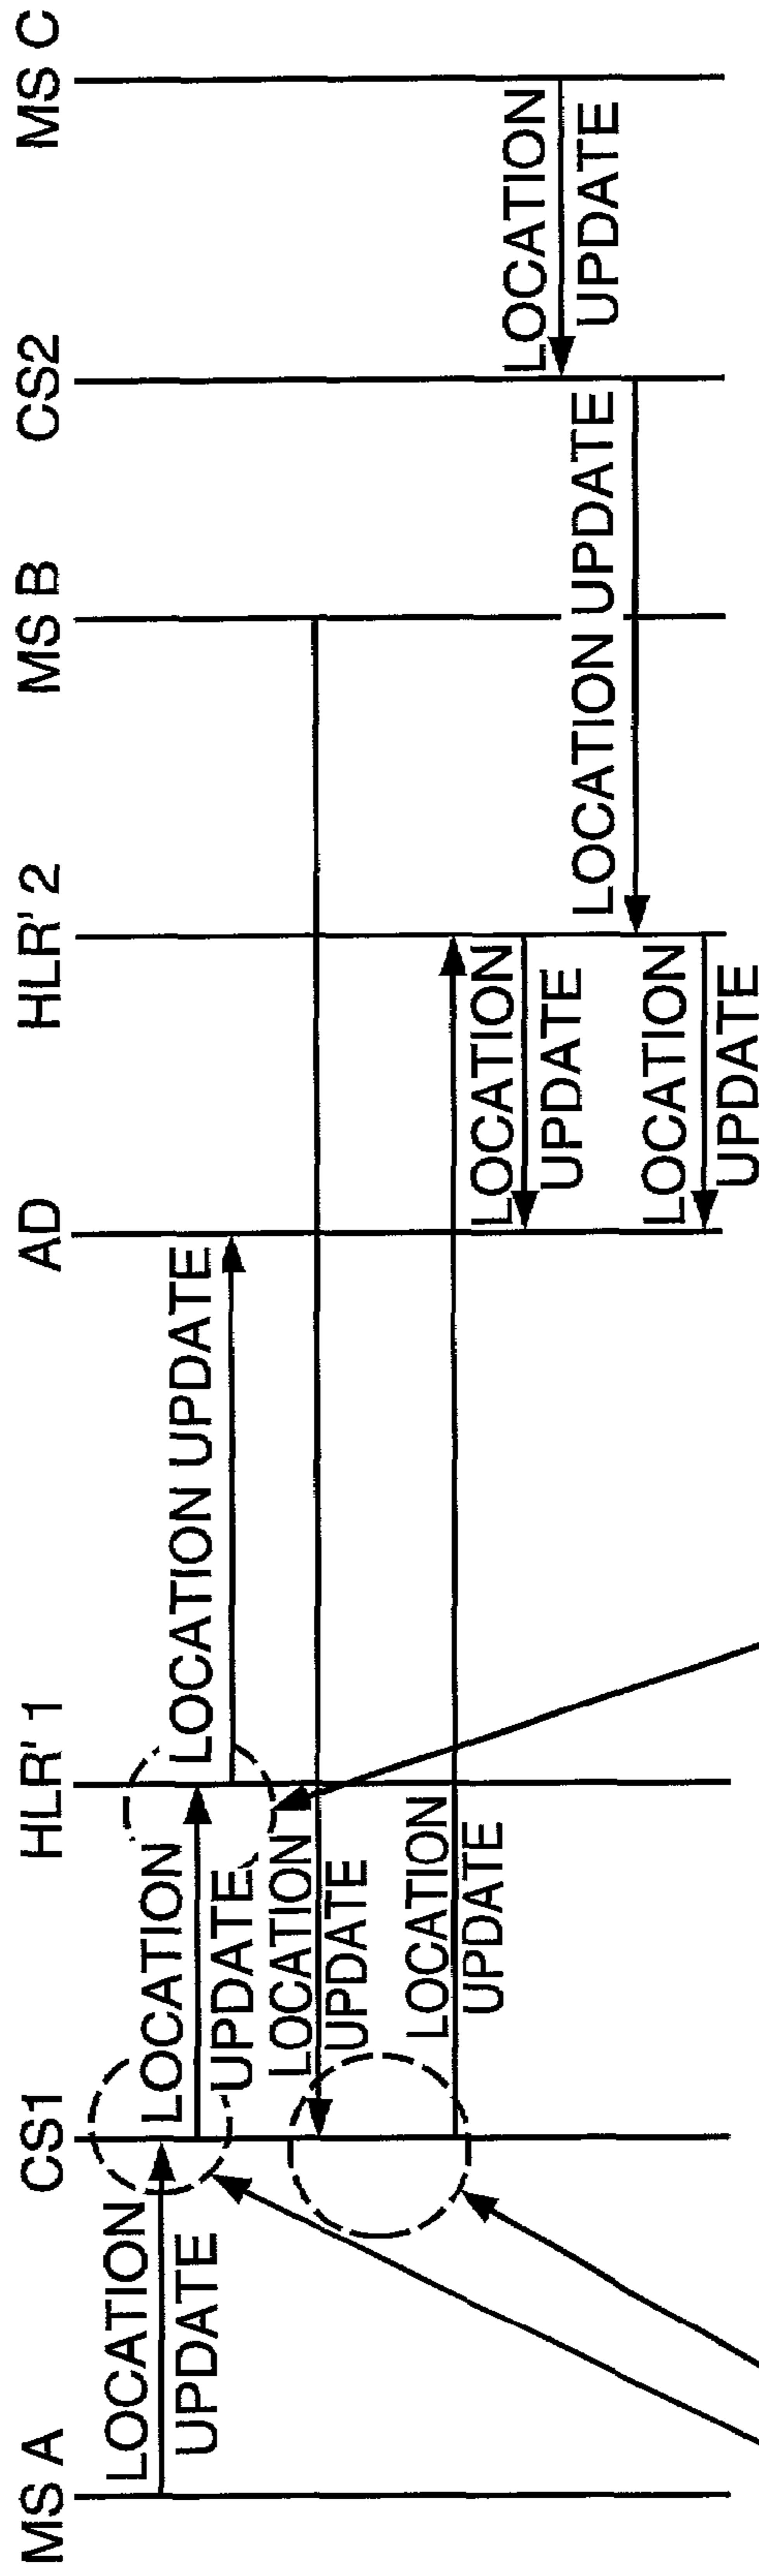 MS A
CS1
HLR' 1
AD
HLR' 2
MS B
CS2
MS C
LOCATION
UPDATE
LOCATION
UPDATE
LOCATION UPDATE
LOCATION
UPDATE
LOCATION
UPDATE
LOCATION
UPDATE
LOCATION
UPDATE
LOCATION UPDATE
LOCATION
UPDATE